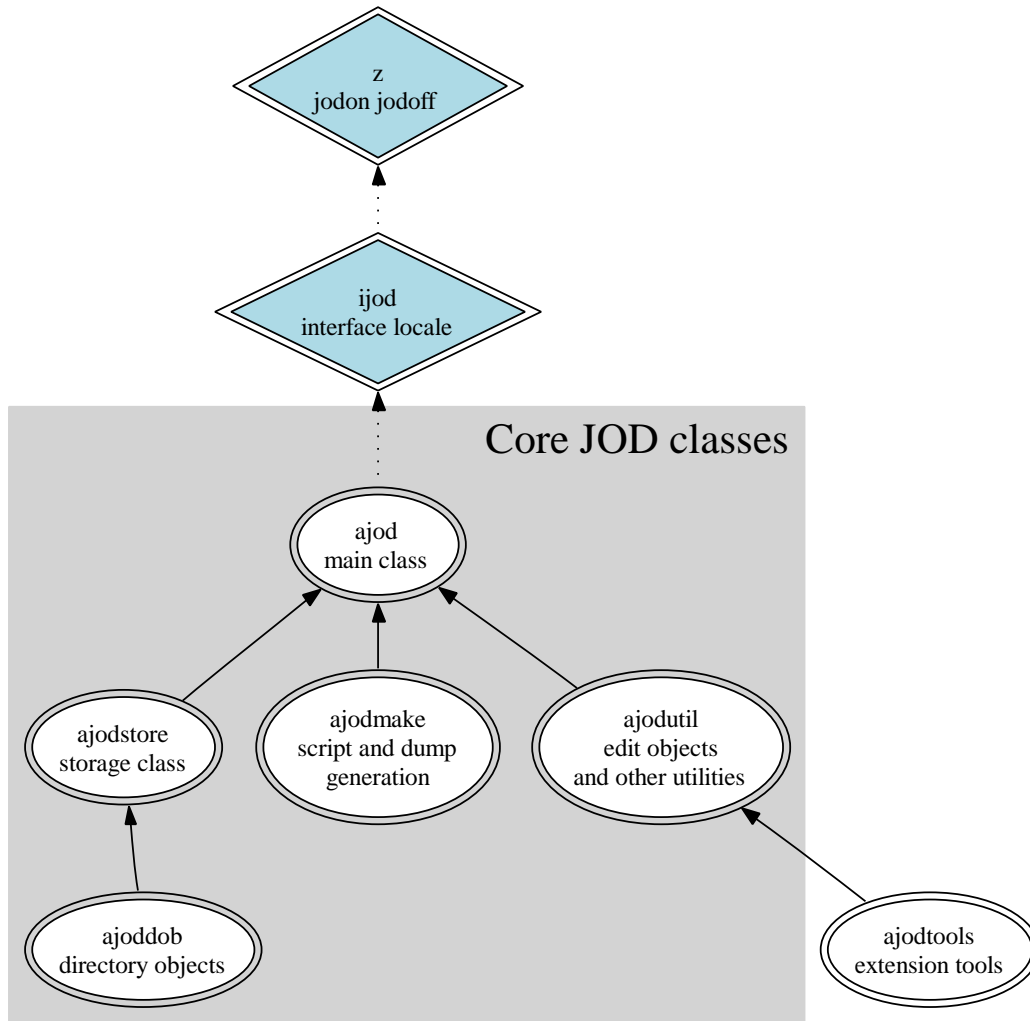 z
jodon jodoff
ijod
interface locale
Core JOD classes
ajod
main class
ajodstore
storage class
ajodmake
script and dump
generation
ajodutil
edit objects
and other utilities
ajoddob
directory objects
ajodtools
extension tools